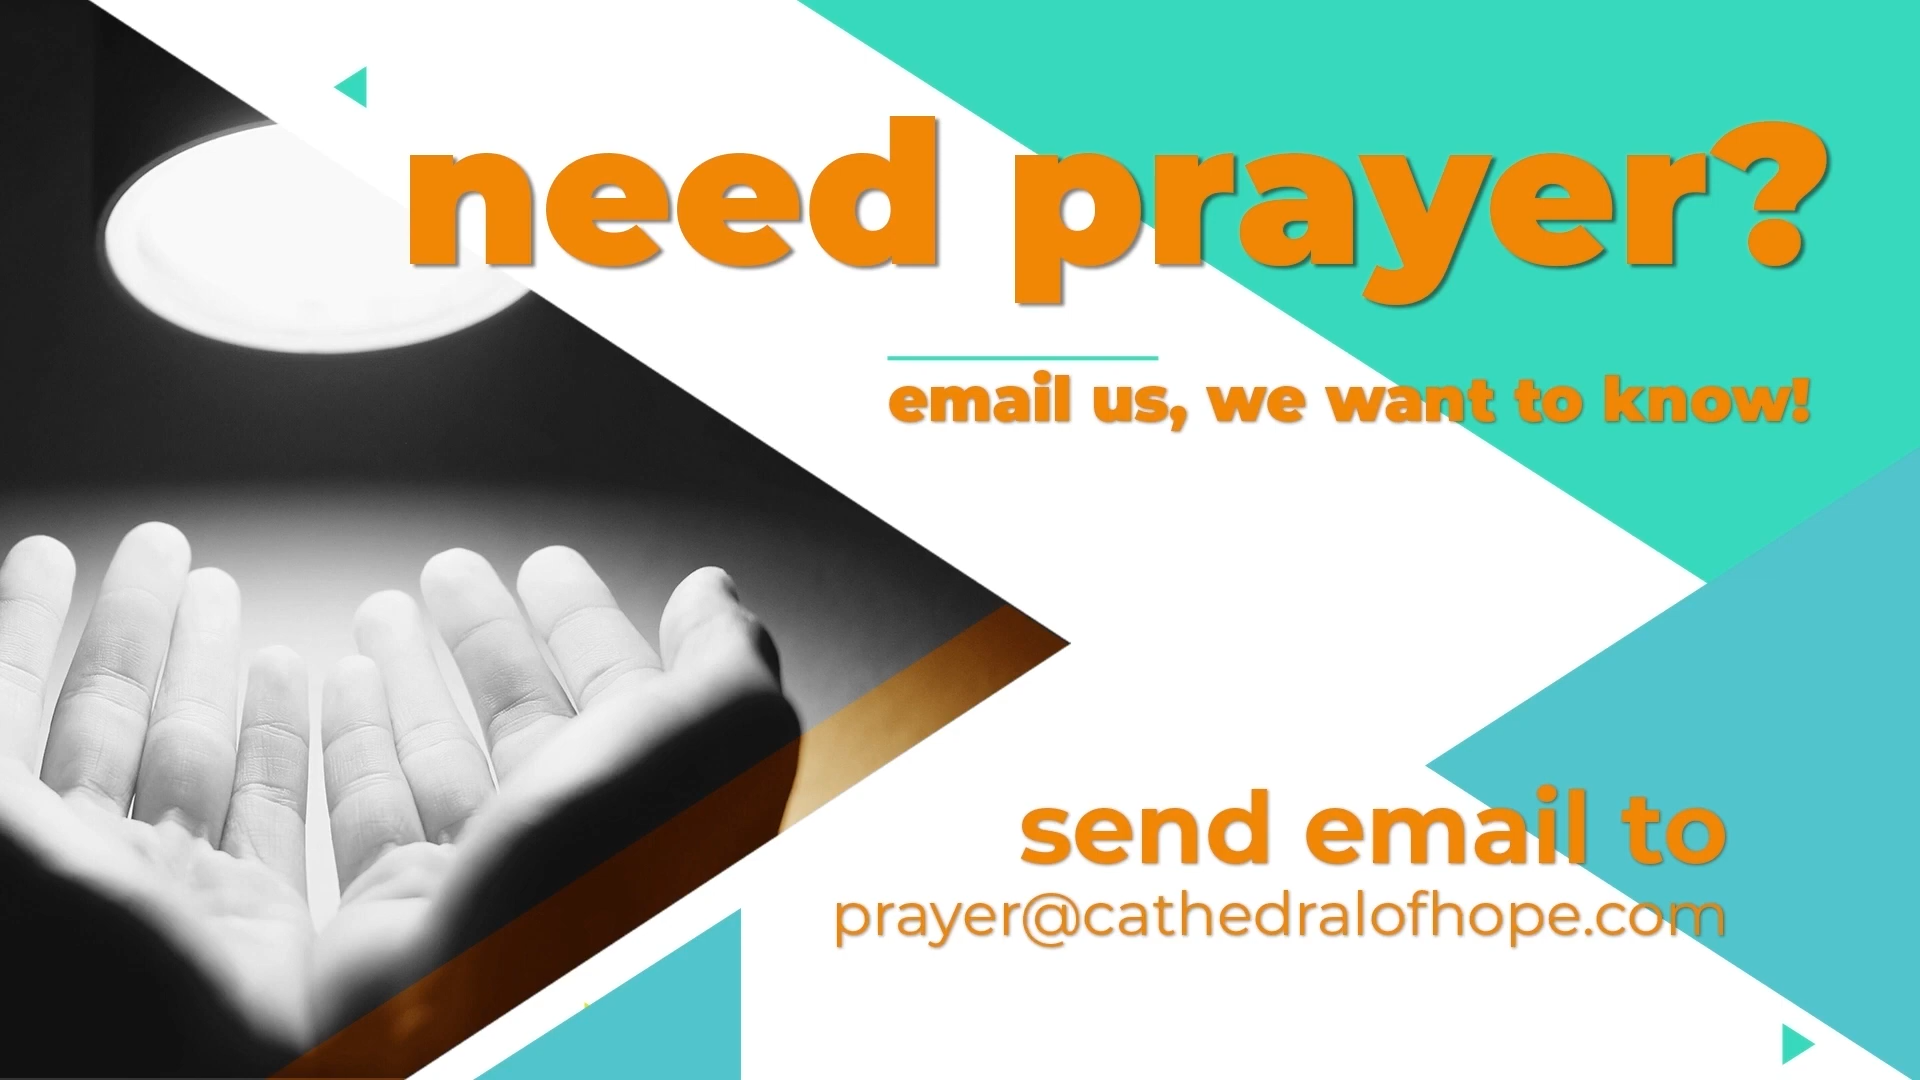 need prayer?
email us, we want to know!
send email to
prayer@cathedralofhope.com